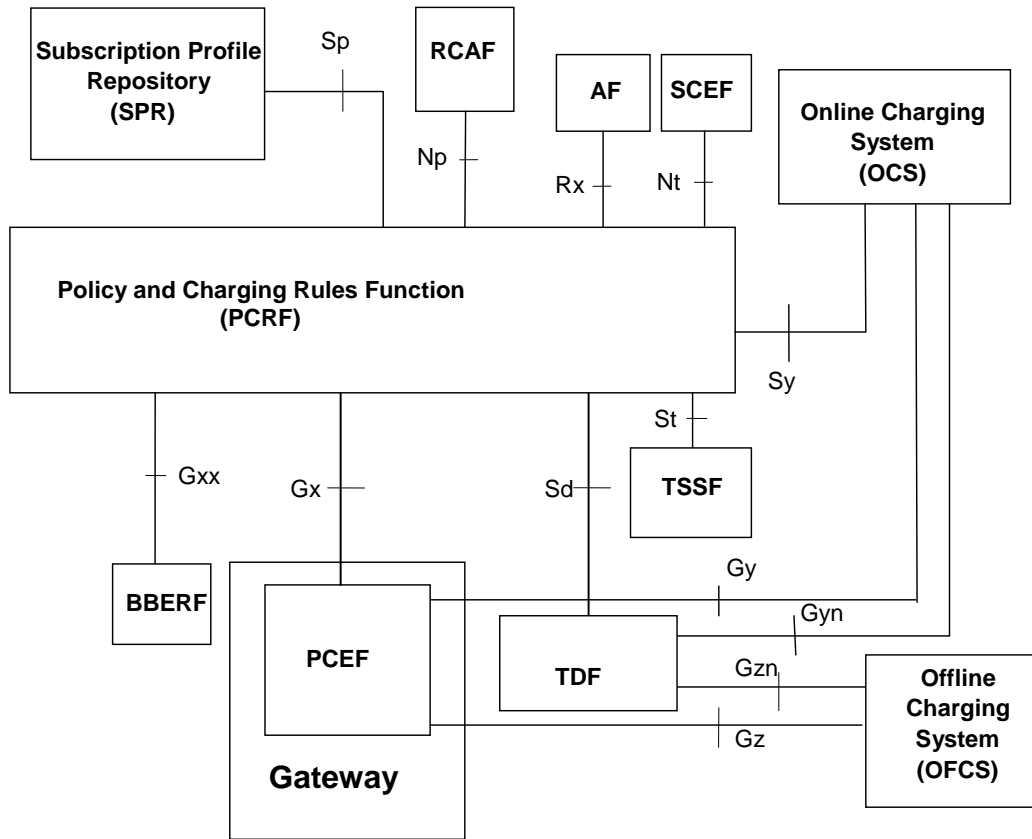 Subscription Profile
Repository
(SPR)
Sp
RCAF
AF
SCEF
Online Charging
System
(OCS)
Np
Rx
Nt
Policy and Charging Rules Function
(PCRF)
Sy
St
Gxx
Gx
Sd
TSSF
BBERF
Gy
Gyn
PCEF
TDF
Gzn
Gz
Offline
Charging
System
(OFCS)
Gateway